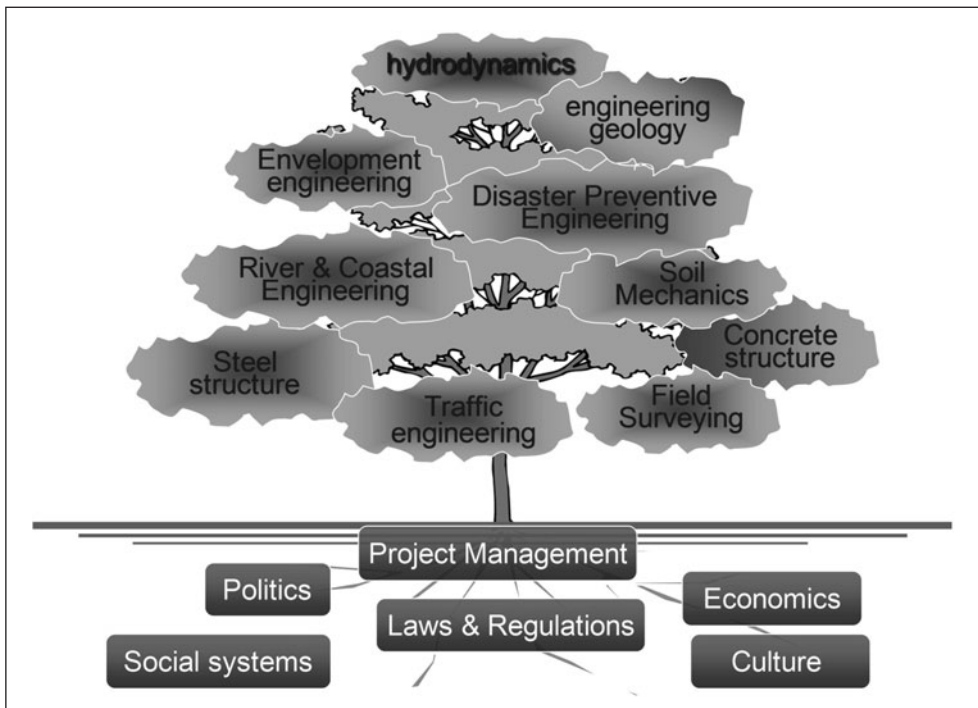 hydrodynamics
engineering
geology
Envelopment
engineering
Disaster Preventive
Engineering
River & Coastal
Engineering
Soil
Mechanics
Steel
structure
Concrete
structure
Traffic
engineering
Field
Surveying
Project Management
Politics
Economics
Laws & Regulations
Social systems
Culture